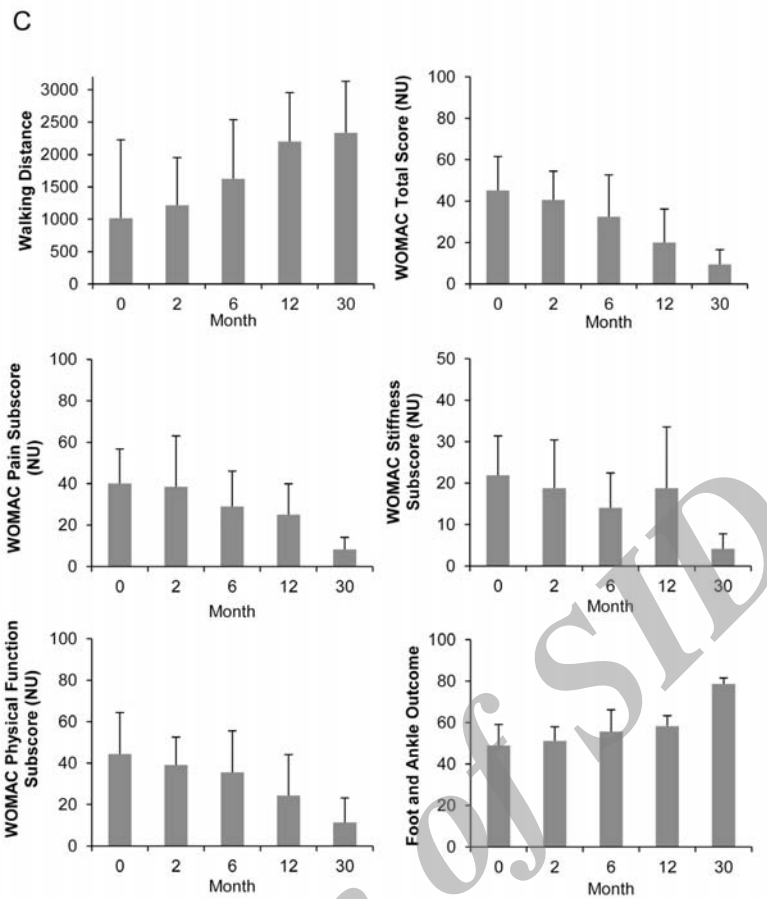 C
Walking Distance
3000
2500
2000
1500
1000
500
0
0 2 6 12 30
Month
WOMAC Total Score (NU)
100
80
60
40
20
0
0 2 6 12 30
Month
WOMAC Pain Subscore
(NU)
100
80
60
40
20
0
0 2 6 12 30
Month
WOMAC Stiffness
Subscore (NU)
50
40
30
20
10
0
0 2 6 12 30
Month
WOMAC Physical Function
Subscore (NU)
100
80
60
40
20
0
0 2 6 12 30
Month
Foot and Ankle Outcome
100
80
60
40
20
0
0 2 6 12 30
Month
of SID